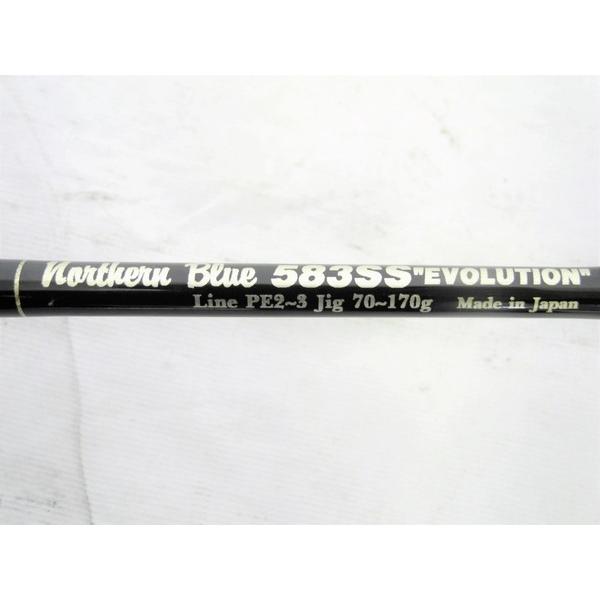 Northern Blue 583SS "EVOLUTION"
Line PE2~3 Jig 70~170g Made in Japan